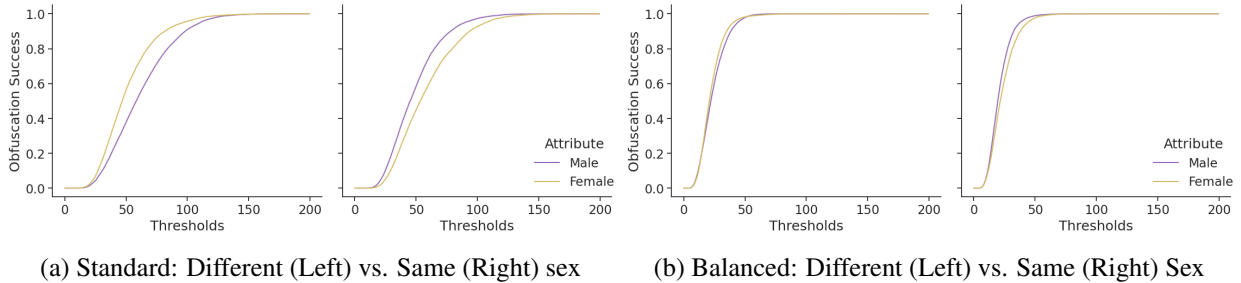 Obfuscation Success
1.0
0.8
0.6
0.4
0.2
0.0
0 50 100 150 200
Thresholds
0 50 100 150 200
Thresholds
Attribute
Male
Female
(a) Standard: Different (Left) vs. Same (Right) sex
Obfuscation Success
1.0
0.8
0.6
0.4
0.2
0.0
0 50 100 150 200
Thresholds
0 50 100 150 200
Thresholds
Attribute
Male
Female
(b) Balanced: Different (Left) vs. Same (Right) Sex